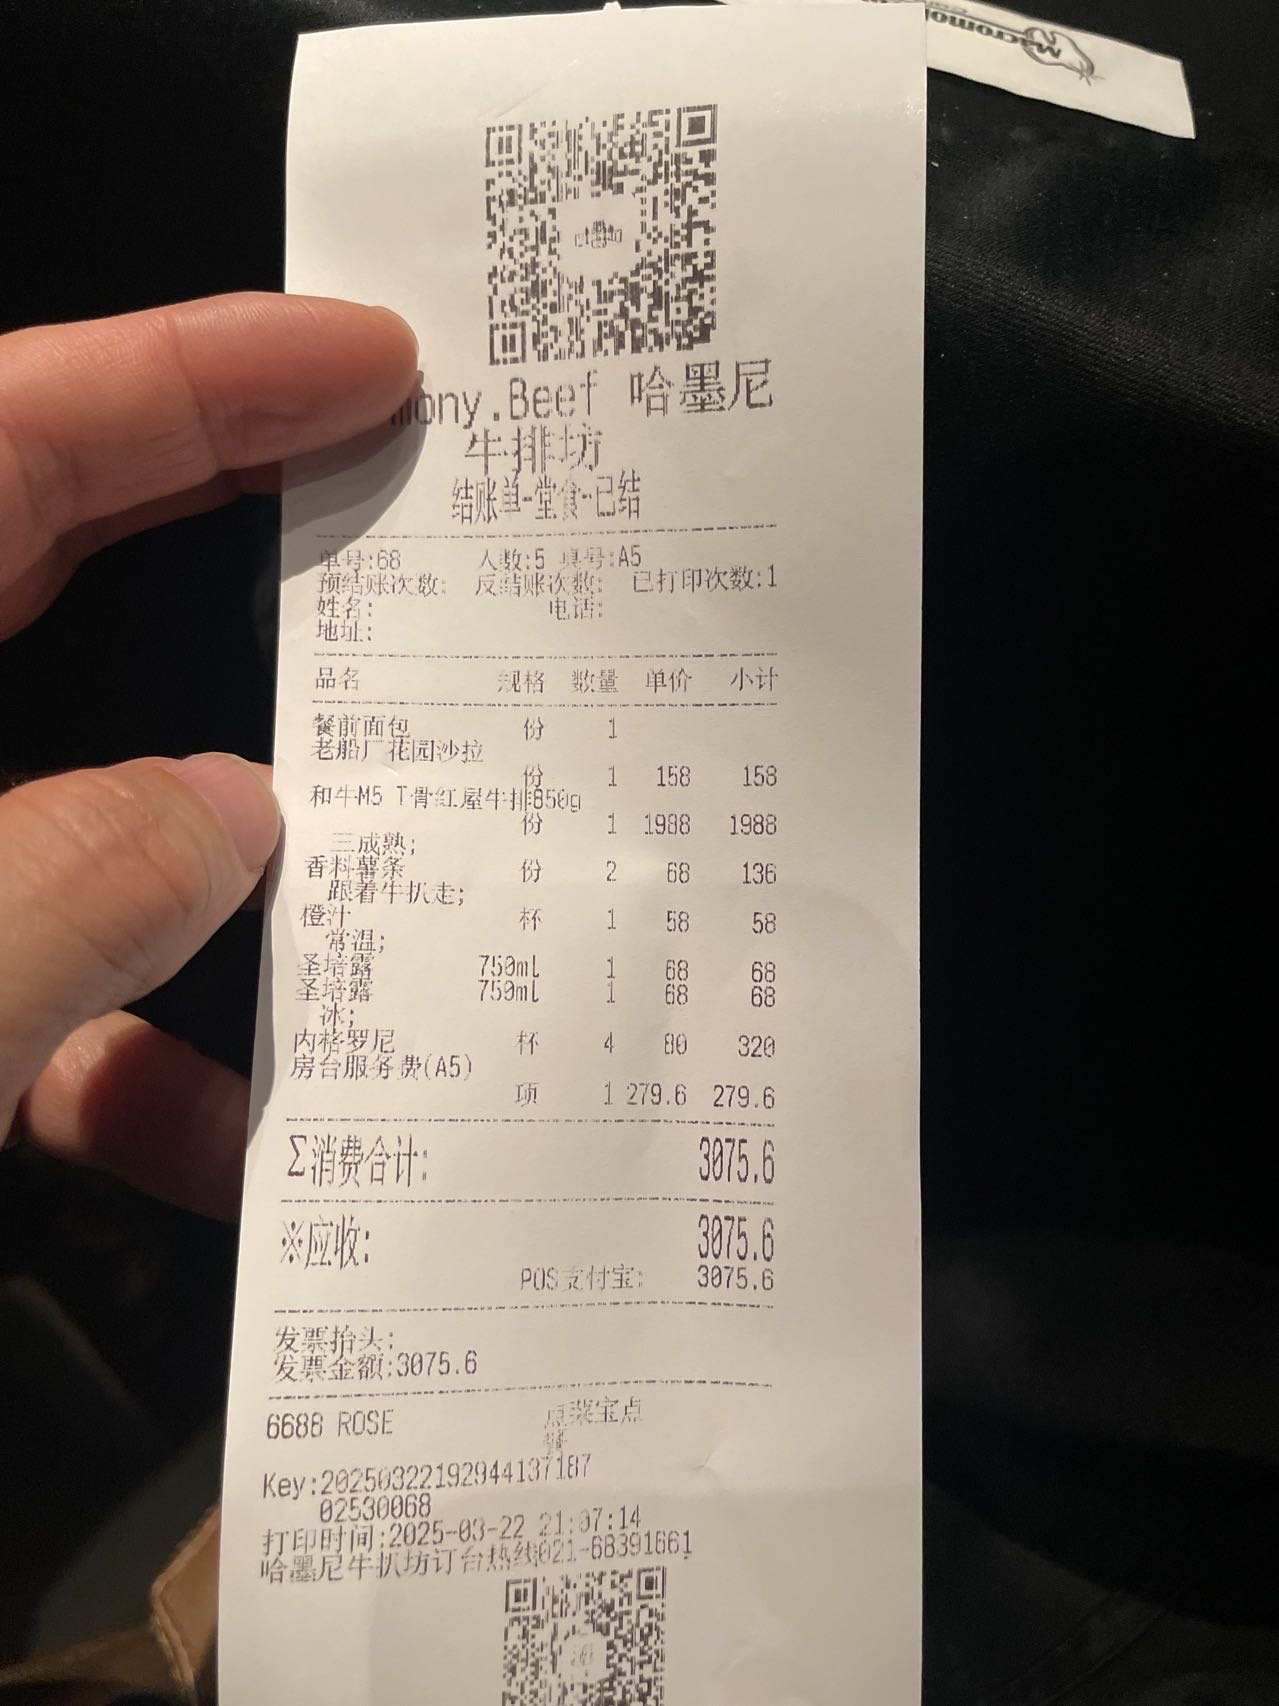 Macromol
mony.Beef 哈墨尼
牛排坊
结账单-堂食-已结
单号:68 人数:5 桌号:A5
预结账次数: 反结账次数: 已打印次数:1
姓名: 电话:
地址:
品名 规格 数量 单价 小计
餐前面包 份 1
老船厂花园沙拉
份 1 158 158
和牛M5 T骨红屋牛排850g
份 1 1988 1988
三成熟;
香料薯条 份 2 68 136
跟着牛扒走;
橙汁 杯 1 58 58
常温;
圣培露 750ml 1 68 68
圣培露 750ml 1 68 68
冰;
内格罗尼 杯 4 80 320
房台服务费(A5)
项 1 279.6 279.6
Σ消费合计: 3075.6
※应收: 3075.6
POS支付宝: 3075.6
发票抬头:
发票金额:3075.6
6688 ROSE 点菜宝点
Key:20250322192944137187
02530068
打印时间:2025-03-22 21:07:14
哈墨尼牛扒坊订台热线021-68391661